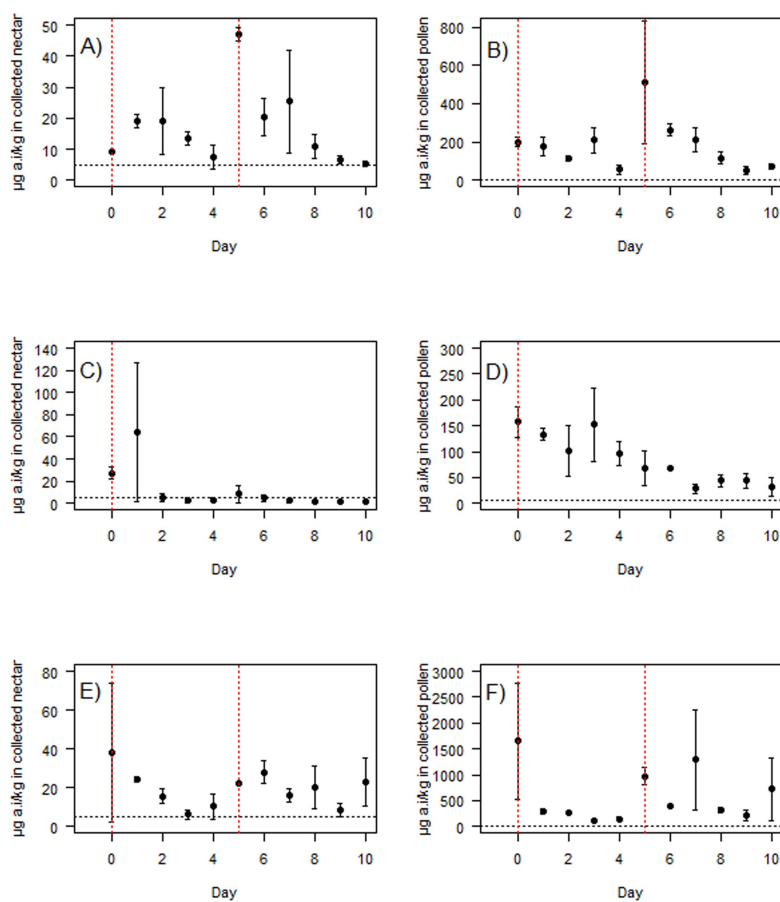 A)
µg a.i/kg in collected nectar
50
40
30
20
10
0
0 2 4 6 8 10
Day
B)
µg a.i/kg in collected pollen
800
600
400
200
0
0 2 4 6 8 10
Day
C)
µg a.i/kg in collected nectar
140
120
100
80
60
40
20
0
0 2 4 6 8 10
Day
D)
µg a.i/kg in collected pollen
300
250
200
150
100
50
0
0 2 4 6 8 10
Day
E)
µg a.i/kg in collected nectar
80
60
40
20
0
0 2 4 6 8 10
Day
F)
µg a.i/kg in collected pollen
3000
2500
2000
1500
1000
500
0
0 2 4 6 8 10
Day